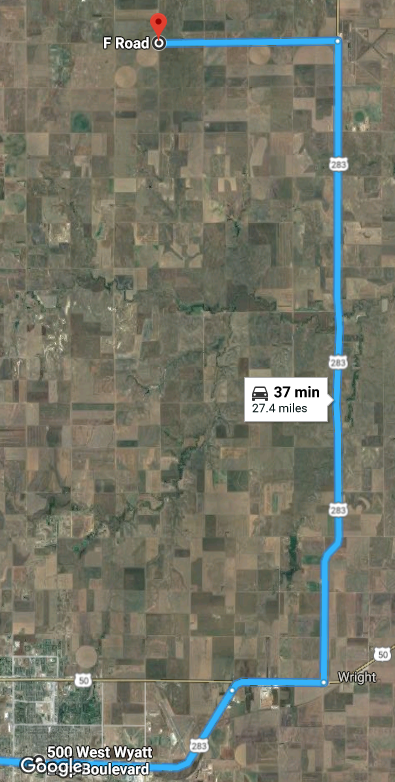 F Road
283
283
37 min
27.4 miles
283
50
Wright
50
283
500 West Wyatt
Boulevard
Google